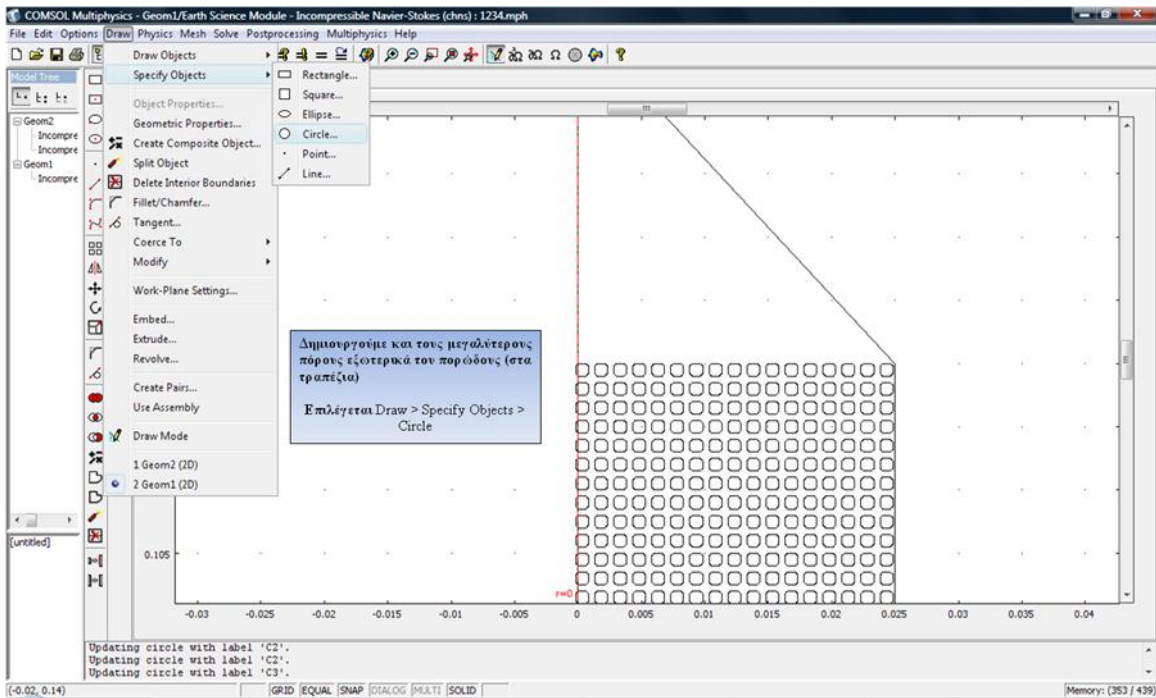 COMSOL Multiphysics - Geom1/Earth Science Module - Incompressible Navier-Stokes (chns) : 1234.mph
File Edit Options Draw Physics Mesh Solve Postprocessing Multiphysics Help
Model Tree
Geom2
Incompre
Incompre
Geom1
Incompre
[untitled]
Draw Objects
Specify Objects
Object Properties...
Geometric Properties...
Create Composite Object...
Split Object
Delete Interior Boundaries
Fillet/Chamfer...
Tangent...
Coerce To
Modify
Work-Plane Settings...
Embed...
Extrude...
Revolve...
Create Pairs...
Use Assembly
Draw Mode
1 Geom2 (2D)
2 Geom1 (2D)
Rectangle...
Square...
Ellipse...
Circle...
Point...
Line...
Δημιουργούμε και τους μεγαλύτερους
πόρους εξωτερικά του πορώδους (στα
τραπέζια)
Επιλέγεται Draw > Specify Objects >
Circle
0.105
r=0
-0.03 -0.025 -0.02 -0.015 -0.01 -0.005 0 0.005 0.01 0.015 0.02 0.025 0.03 0.035 0.04
Updating circle with label 'C2'.
Updating circle with label 'C2'.
Updating circle with label 'C3'.
(-0.02, 0.14) GRID EQUAL SNAP DIALOG MULTI SOLID Memory: (353 / 439)